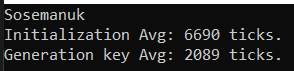 Sosemanuk
Initialization Avg: 6690 ticks.
Generation key Avg: 2089 ticks.